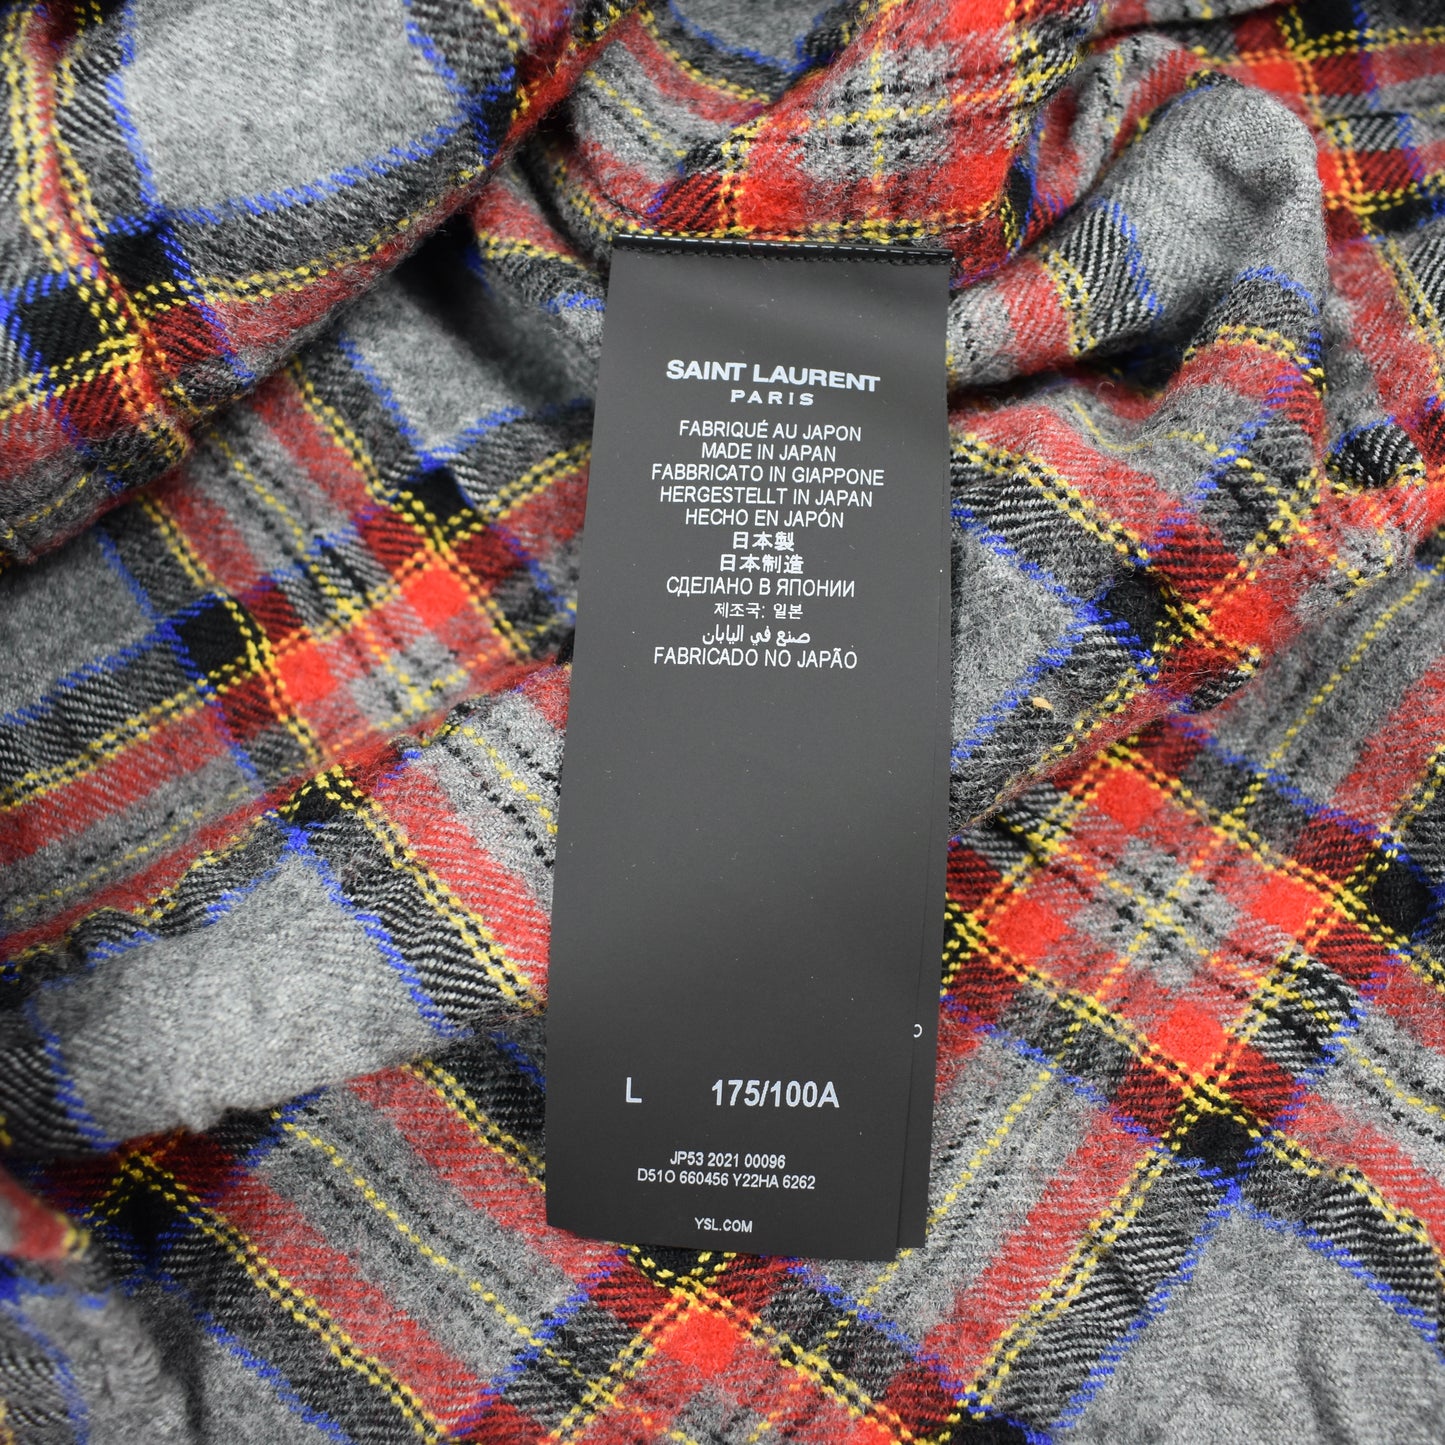 SAINT LAURENT
PARIS
FABRIQUÉ AU JAPON
MADE IN JAPAN
FABBRICATO IN GIAPPONE
HERGESTELLT IN JAPAN
HECHO EN JAPÓN
日本製
日本制造
СДЕЛАНО В ЯПОНИИ
제조국: 일본
صنع في اليابان
FABRICADO NO JAPÃO
L 175/100A
JP53 2021 00096
D51O 660456 Y22HA 6262
YSL.COM